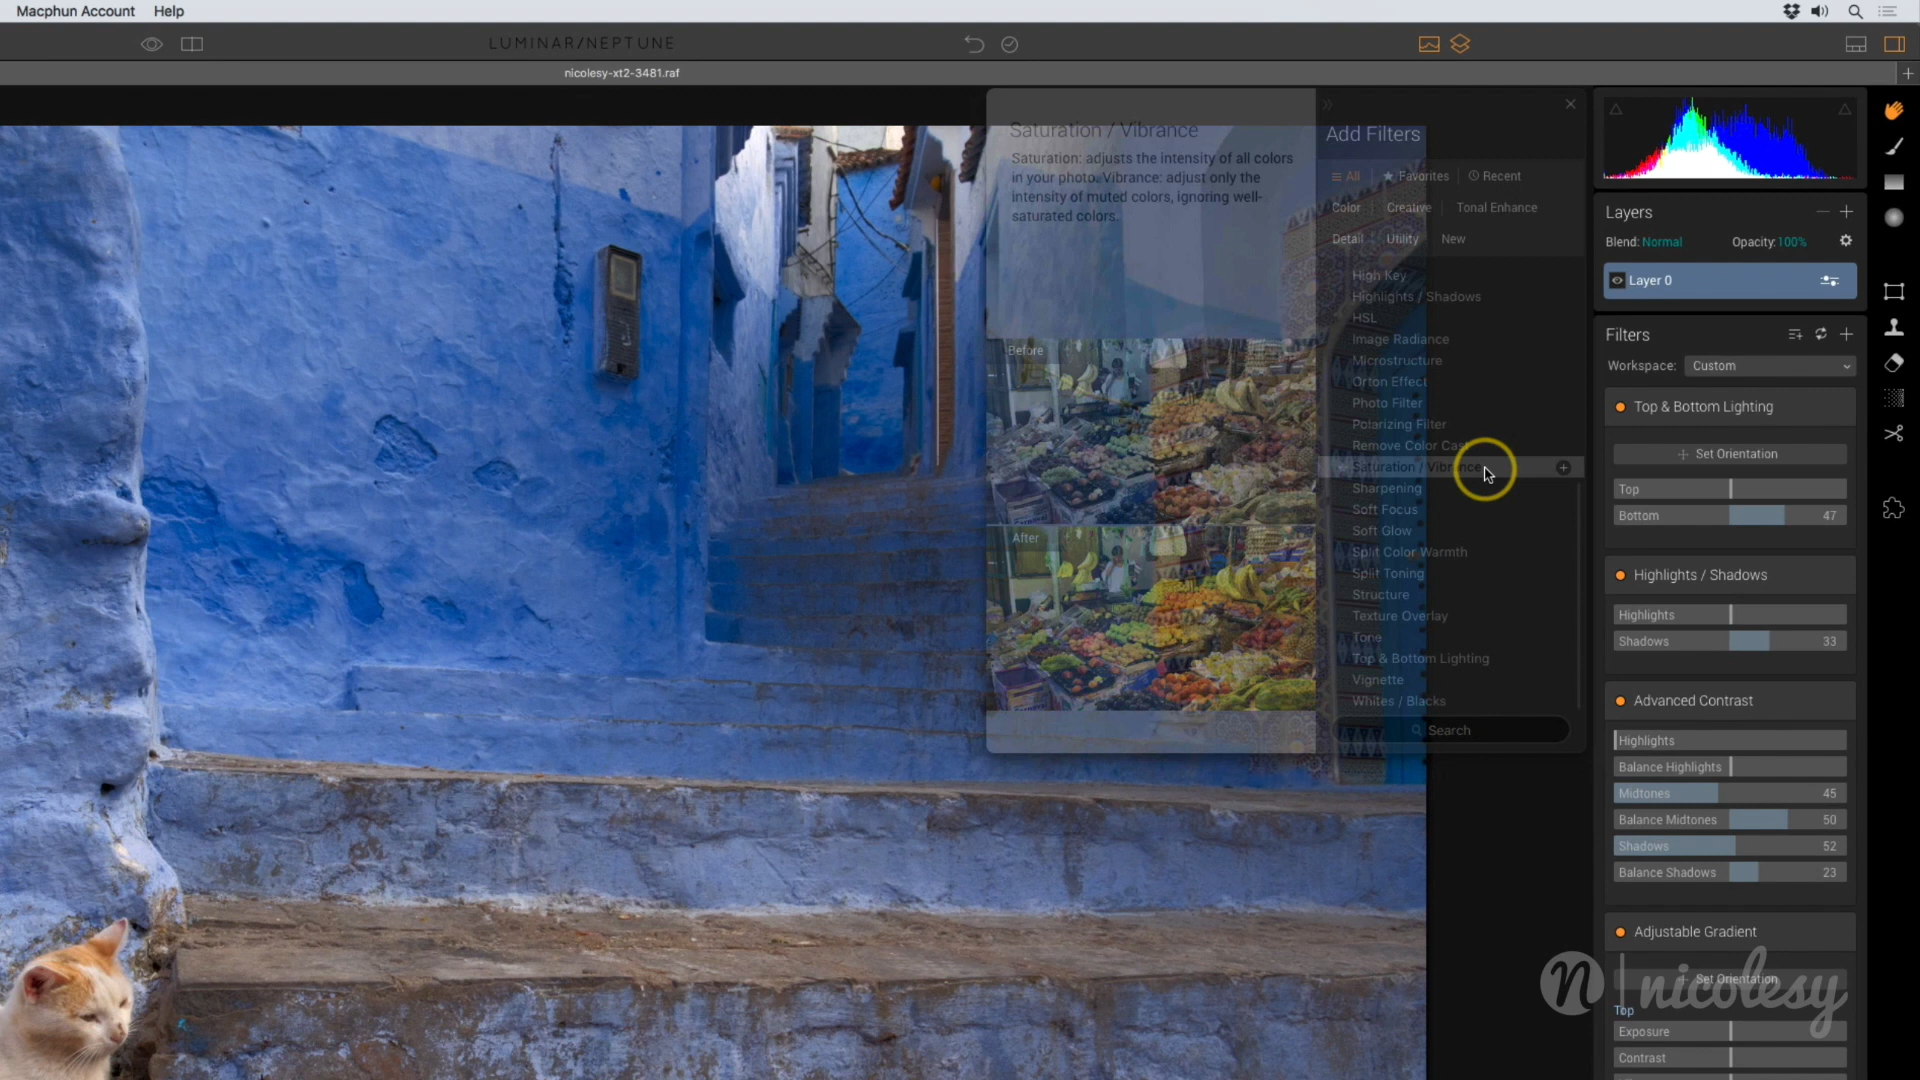 Macphun Account Help
LUMINAR/NEPTUNE
nicolesy-xt2-3481.raf
Saturation / Vibrance
Saturation: adjusts the intensity of all colors
in your photo. Vibrance: adjust only the
intensity of muted colors, ignoring well-
saturated colors.
Before
After
Add Filters
All Favorites Recent
Color Creative Tonal Enhance
Detail Utility New
High Key
Highlights / Shadows
HSL
Image Radiance
Microstructure
Orton Effect
Photo Filter
Polarizing Filter
Remove Color Cast
Saturation / Vibrance
Sharpening
Soft Focus
Soft Glow
Split Color Warmth
Split Toning
Structure
Texture Overlay
Tone
Top & Bottom Lighting
Vignette
Whites / Blacks
Search
Layers
Blend: Normal Opacity: 100%
Layer 0
Filters
Workspace: Custom
Top & Bottom Lighting
Set Orientation
Top
Bottom 47
Highlights / Shadows
Highlights
Shadows 33
Advanced Contrast
Highlights
Balance Highlights
Midtones 45
Balance Midtones 50
Shadows 52
Balance Shadows 23
Adjustable Gradient
Set Orientation
n nicolesy
Top
Exposure
Contrast